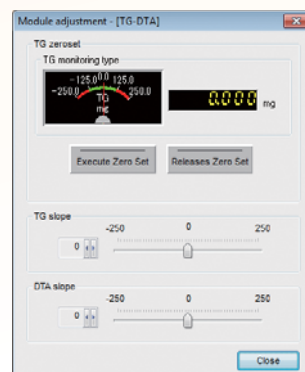 Module adjustment - [TG-DTA]
TG zeroset
TG monitoring type
-125.0 0.0 125.0
-250.0 250.0
TG
mg
0.000 mg
Execute Zero Set Releases Zero Set
TG slope
-250 0 250
0
DTA slope
-250 0 250
0
Close